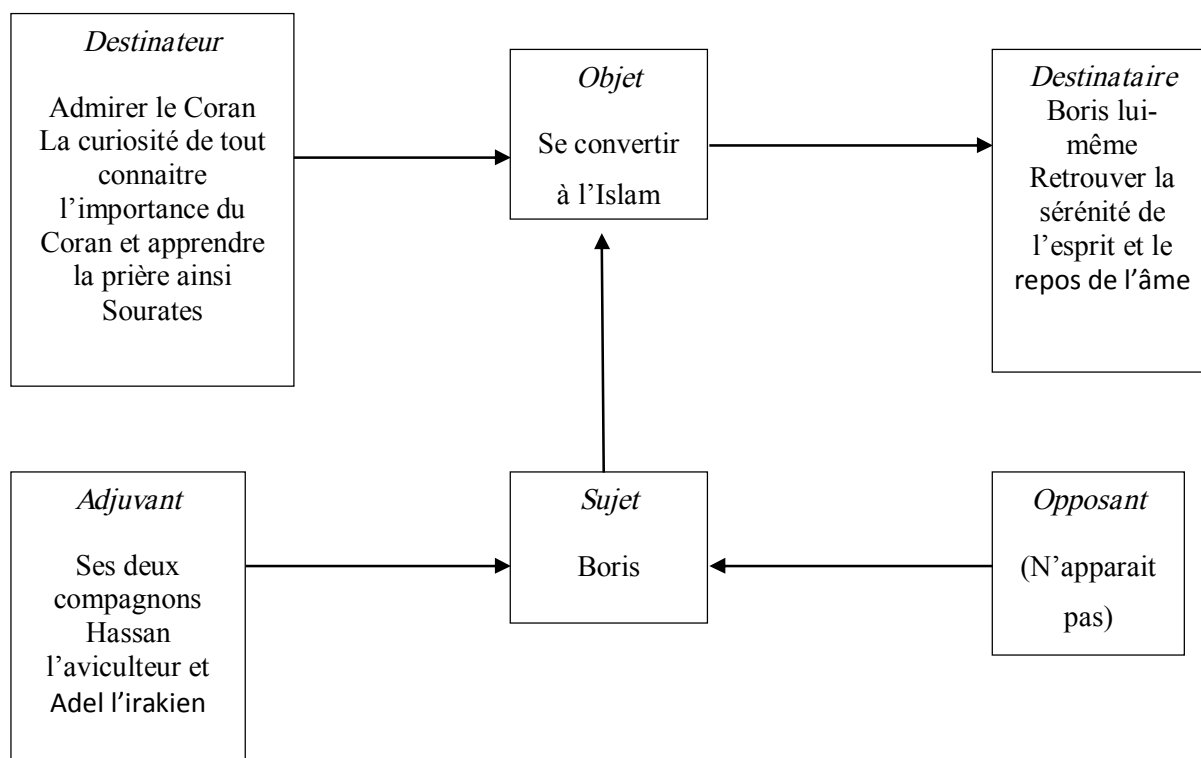 Destinateur
Admirer le Coran
La curiosité de tout
connaitre
l'importance du
Coran et apprendre
la prière ainsi
Sourates
Objet
Se convertir
à l'Islam
Destinataire
Boris lui-
même
Retrouver la
sérénité de
l'esprit et le
repos de l'âme
Adjuvant
Ses deux
compagnons
Hassan
l'aviculteur et
Adel l'irakien
Sujet
Boris
Opposant
(N'apparait
pas)